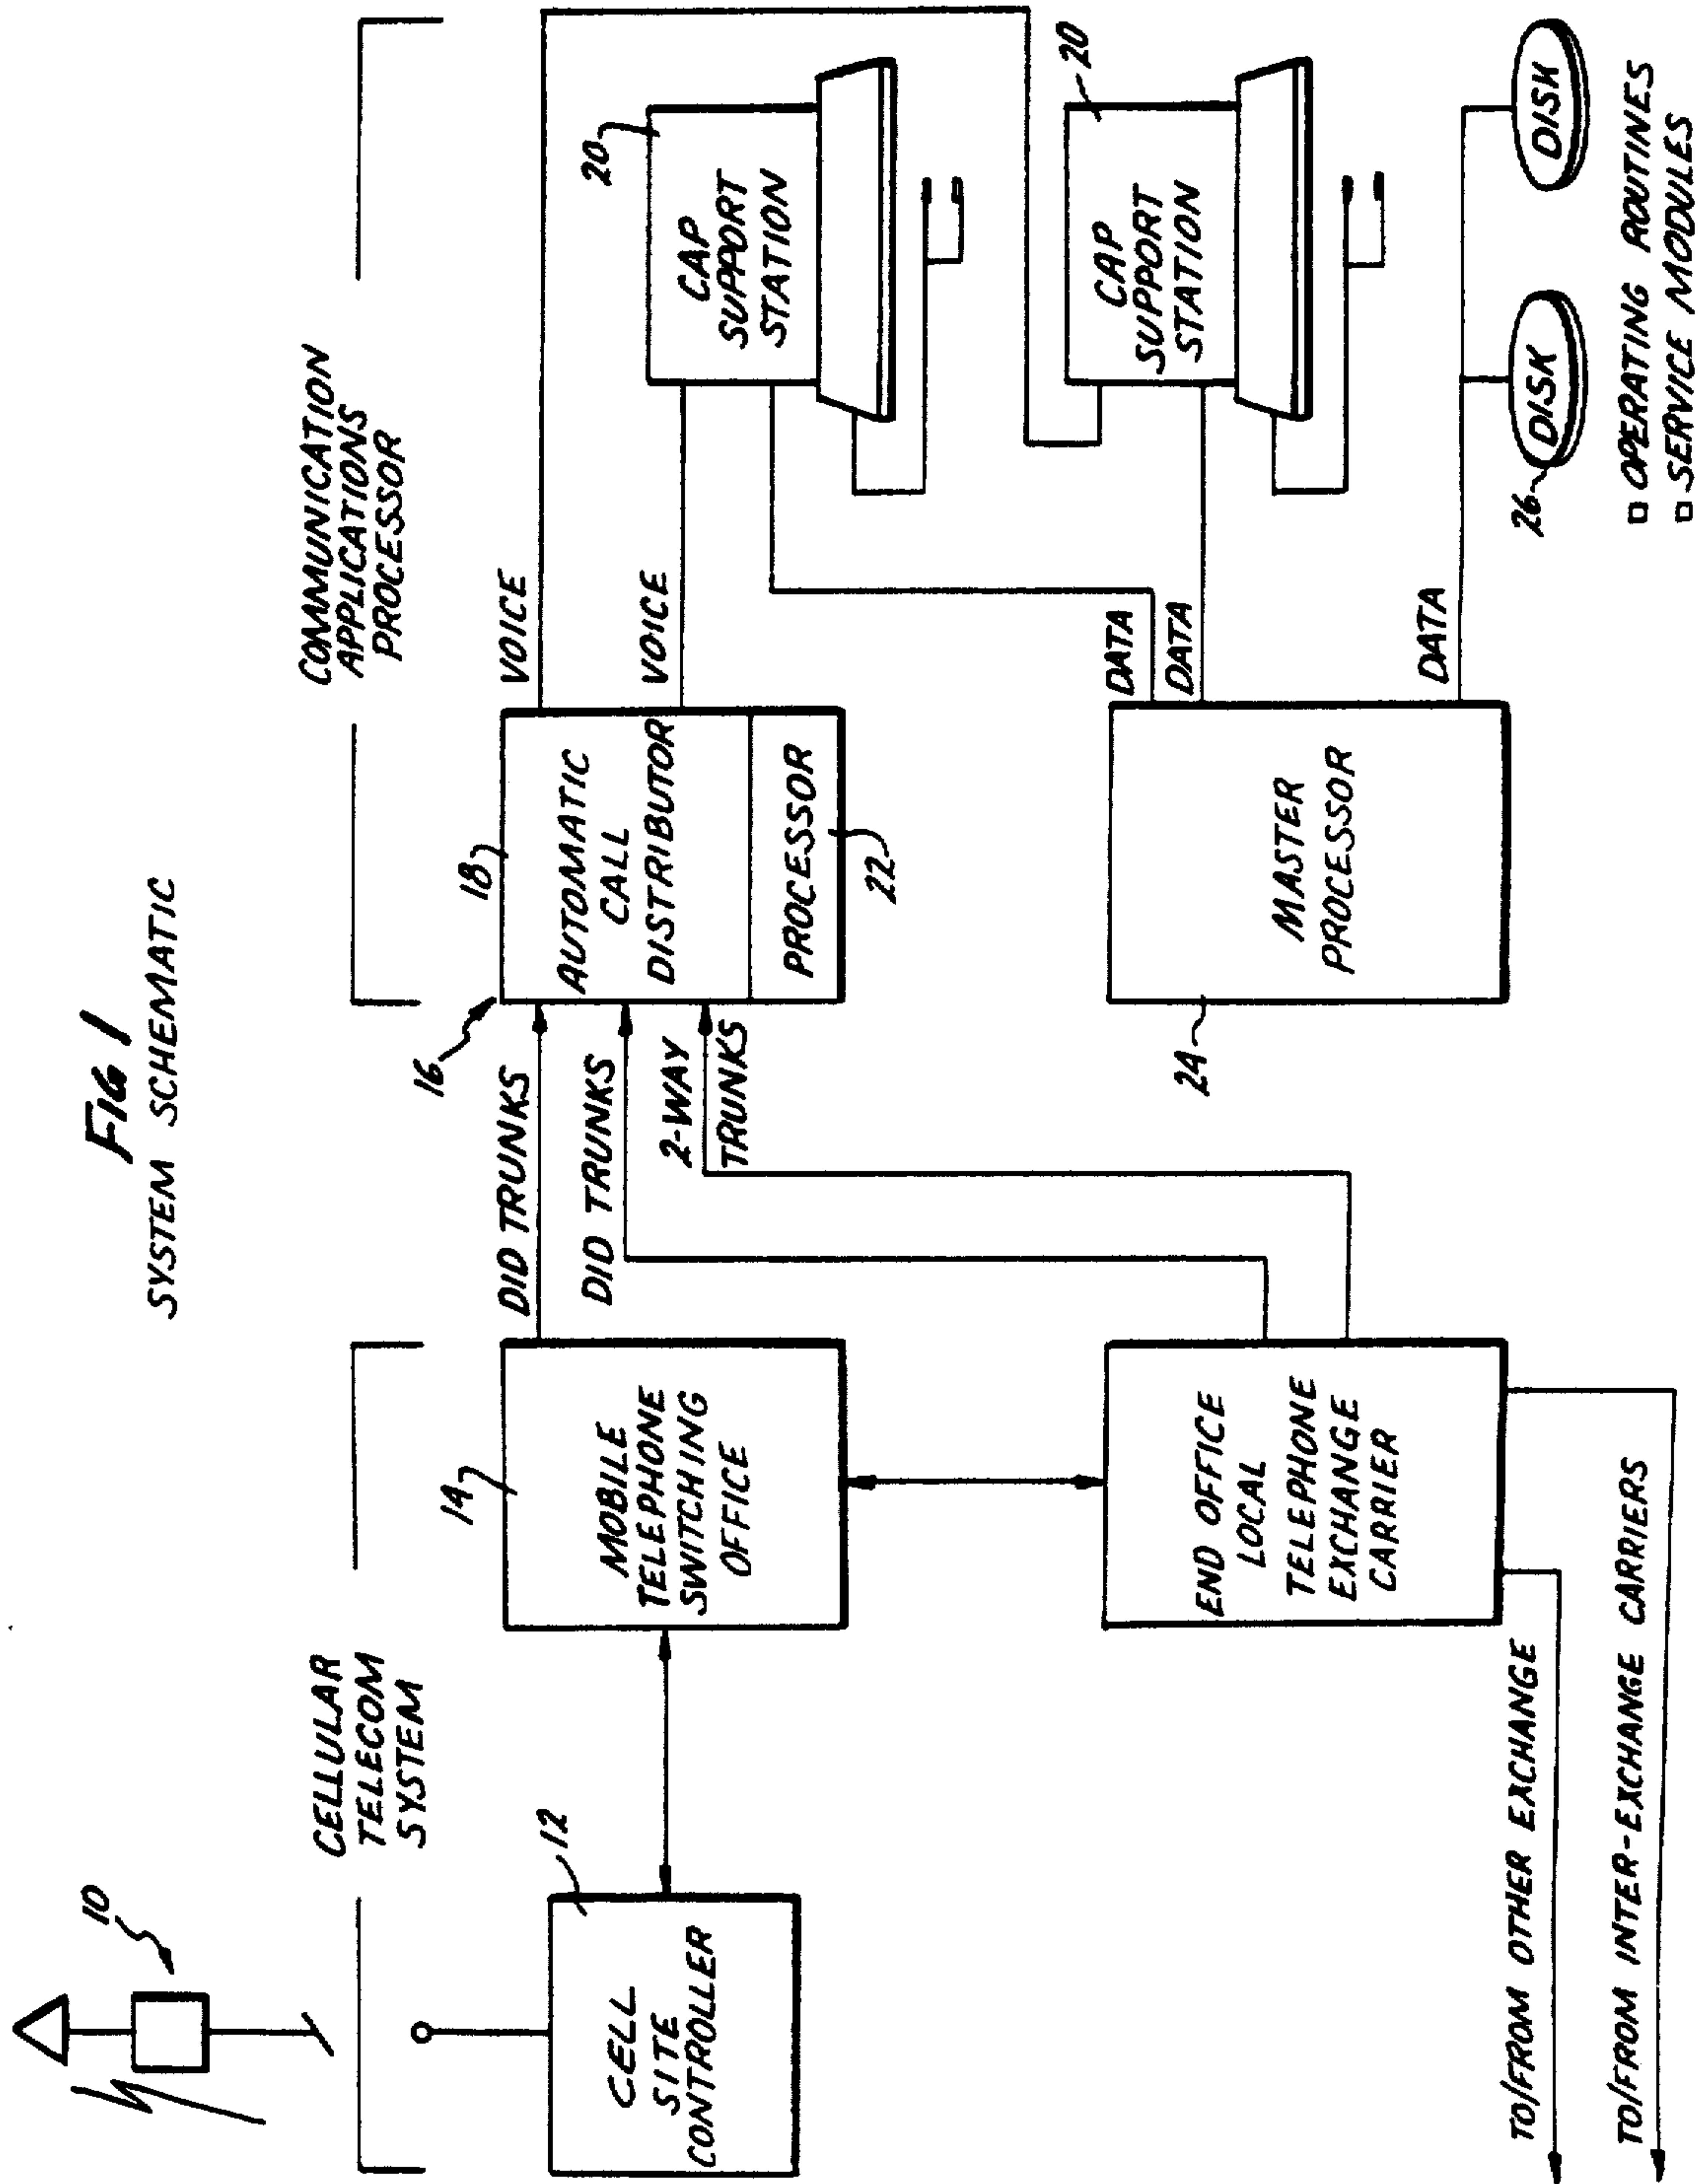 FIG 1
SYSTEM SCHEMATIC
10
CELLULAR
TELECOM
SYSTEM
COMMUNICATION
APPLICATIONS
PROCESSOR
12
CELL
SITE
CONTROLLER
14
MOBILE
TELEPHONE
SWITCHING
OFFICE
DID TRUNKS
DID TRUNKS
2-WAY
TRUNKS
16
18
AUTOMATIC
CALL
DISTRIBUTOR
PROCESSOR
22
VOICE
VOICE
20
CAP
SUPPORT
STATION
END OFFICE
LOCAL
TELEPHONE
EXCHANGE
CARRIER
24
MASTER
PROCESSOR
DATA
DATA
DATA
20
CAP
SUPPORT
STATION
26
DISK
DISK
TO/FROM OTHER EXCHANGE
TO/FROM INTER-EXCHANGE CARRIERS
OPERATING ROUTINES
SERVICE MODULES